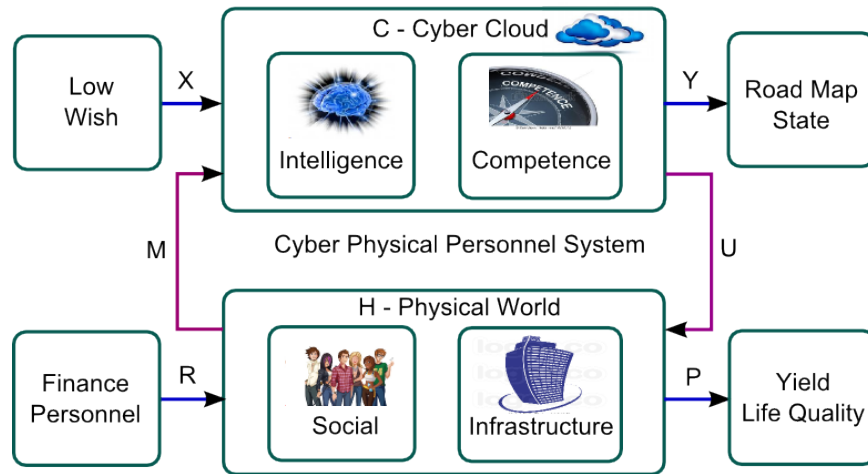 C - Cyber Cloud
Low
Wish
X
Intelligence
COMPETENCE
Competence
Y
Road Map
State
M
Cyber Physical Personnel System
U
H - Physical World
Finance
Personnel
R
Social
Infrastructure
P
Yield
Life Quality